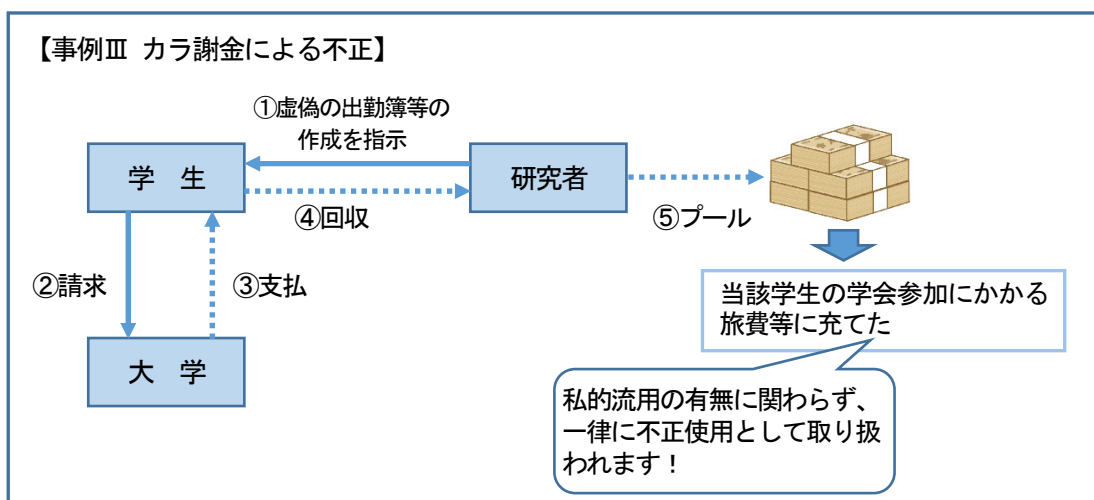 【事例Ⅲ カラ謝金による不正】
①虚偽の出勤簿等の
作成を指示
学 生
研究者
④回収
⑤プール
②請求
③支払
大 学
当該学生の学会参加にかかる
旅費等に充てた
私的流用の有無に関わらず、
一律に不正使用として取り扱
われます！